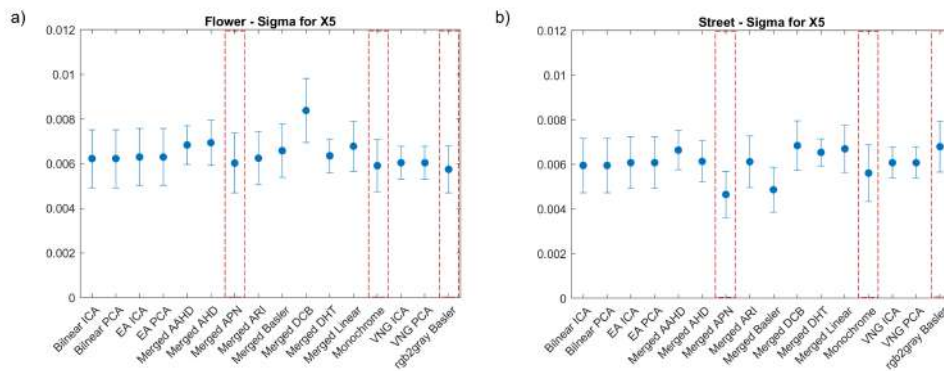 a)
Flower - Sigma for X5
0.012
0.01
0.008
0.006
0.004
0.002
0
Bilnear ICA
Bilnear PCA
EA ICA
EA PCA
Merged AAHD
Merged AHD
Merged APN
Merged ARI
Merged Basler
Merged DCB
Merged DHT
Merged Linear
Monochrome
VNG ICA
VNG PCA
rgb2gray Basler
b)
Street - Sigma for X5
0.012
0.01
0.008
0.006
0.004
0.002
0
Bilnear ICA
Bilnear PCA
EA ICA
EA PCA
Merged AAHD
Merged AHD
Merged APN
Merged ARI
Merged Basler
Merged DCB
Merged DHT
Merged Linear
Monochrome
VNG ICA
VNG PCA
rgb2gray Basler